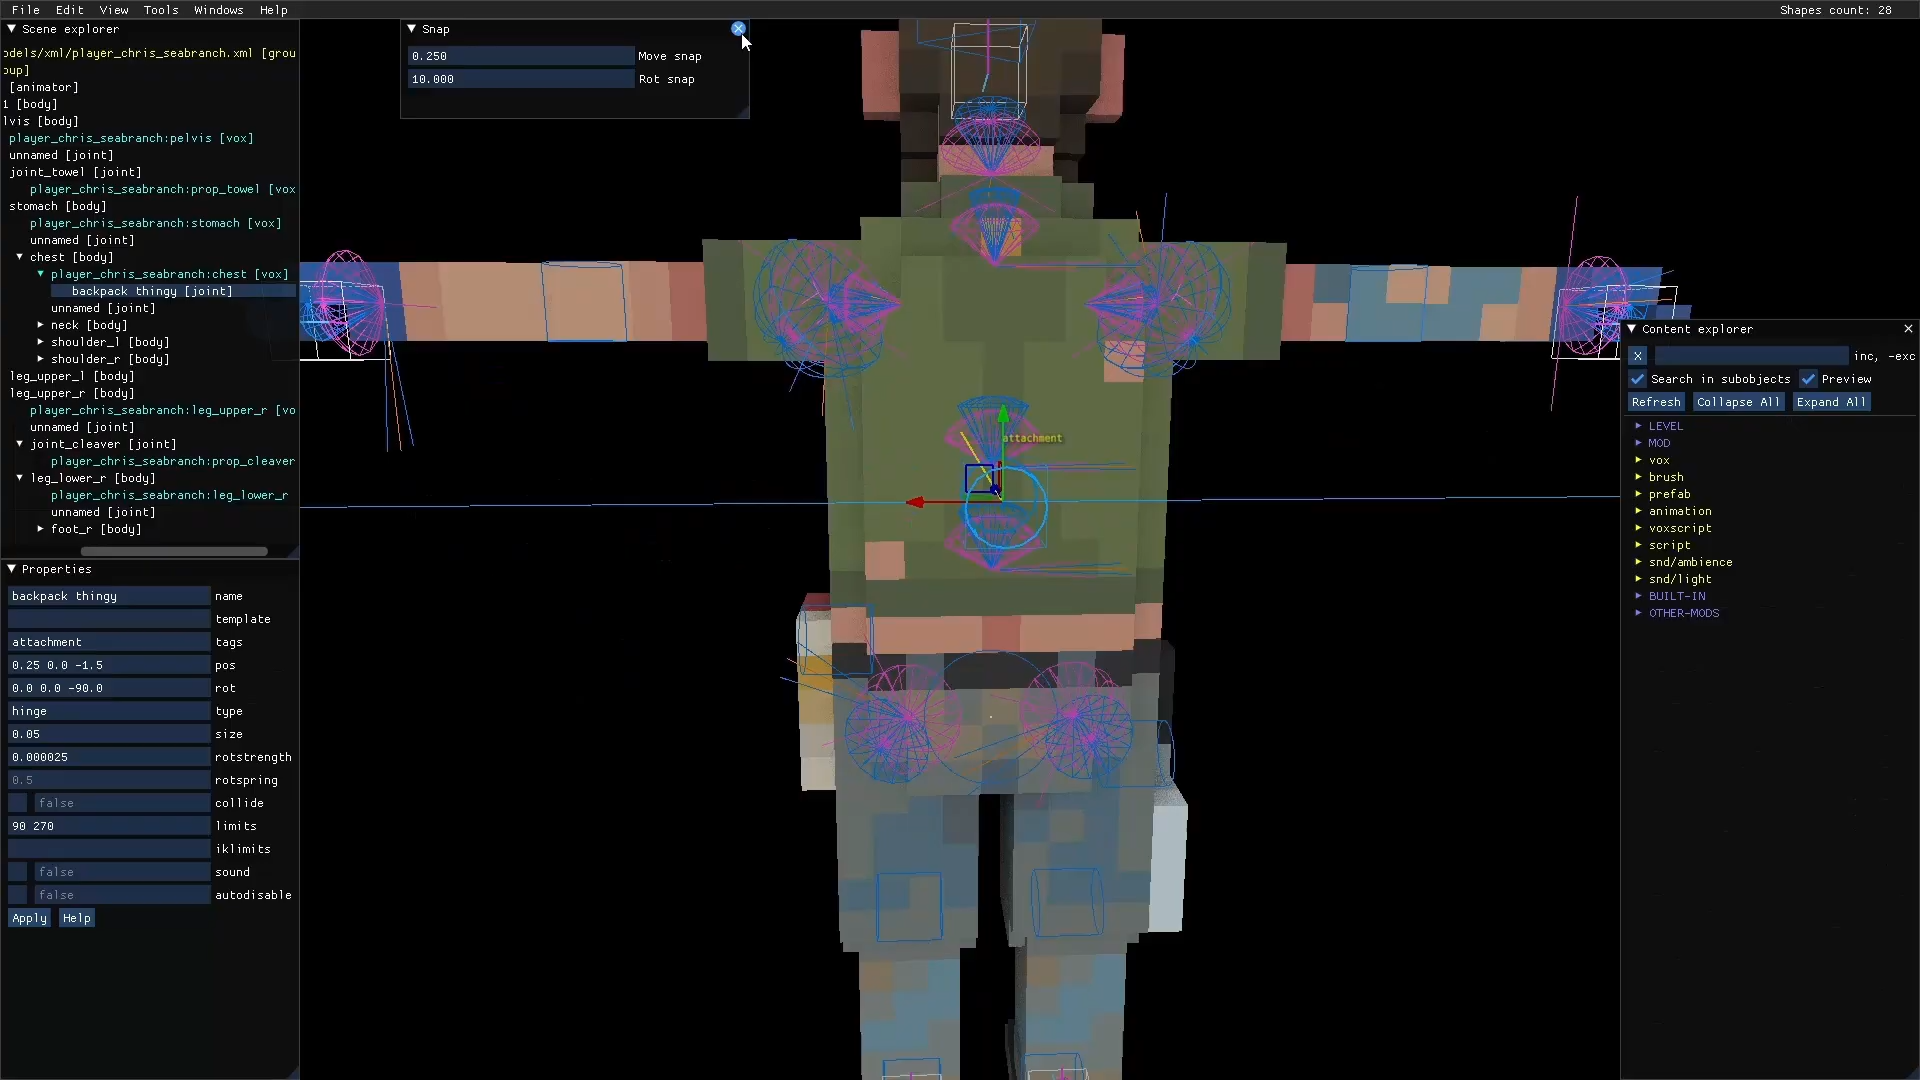 File Edit View Tools Windows Help
Shapes count: 28
Scene explorer
odels/xml/player_chris_seabranch.xml [grou
oup]
[animator]
1 [body]
lvis [body]
player_chris_seabranch:pelvis [vox]
unnamed [joint]
joint_towel [joint]
player_chris_seabranch:prop_towel [vox
stomach [body]
player_chris_seabranch:stomach [vox]
unnamed [joint]
chest [body]
player_chris_seabranch:chest [vox]
backpack thingy [joint]
unnamed [joint]
neck [body]
shoulder_l [body]
shoulder_r [body]
leg_upper_l [body]
leg_upper_r [body]
player_chris_seabranch:leg_upper_r [vo
unnamed [joint]
joint_cleaver [joint]
player_chris_seabranch:prop_cleaver
leg_lower_r [body]
player_chris_seabranch:leg_lower_r
unnamed [joint]
foot_r [body]
Properties
backpack thingy name
template
attachment tags
0.25 0.0 -1.5 pos
0.0 0.0 -90.0 rot
hinge type
0.05 size
0.000025 rotstrength
0.5 rotspring
false collide
90 270 limits
iklimits
false sound
false autodisable
Apply Help
Snap
0.250 Move snap
10.000 Rot snap
attachment
Content explorer
X inc, -exc
Search in subobjects Preview
Refresh Collapse All Expand All
LEVEL
MOD
vox
brush
prefab
animation
voxscript
script
snd/ambience
snd/light
BUILT-IN
OTHER-MODS